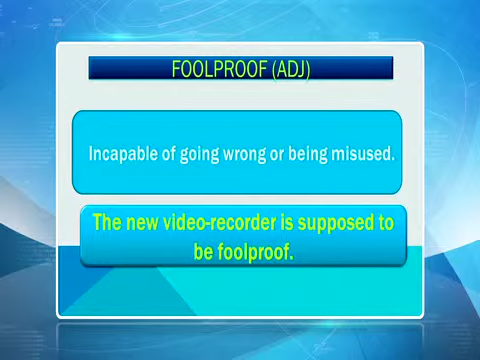 FOOLPROOF (ADJ)
Incapable of going wrong or being misused.
The new video-recorder is supposed to
be foolproof.